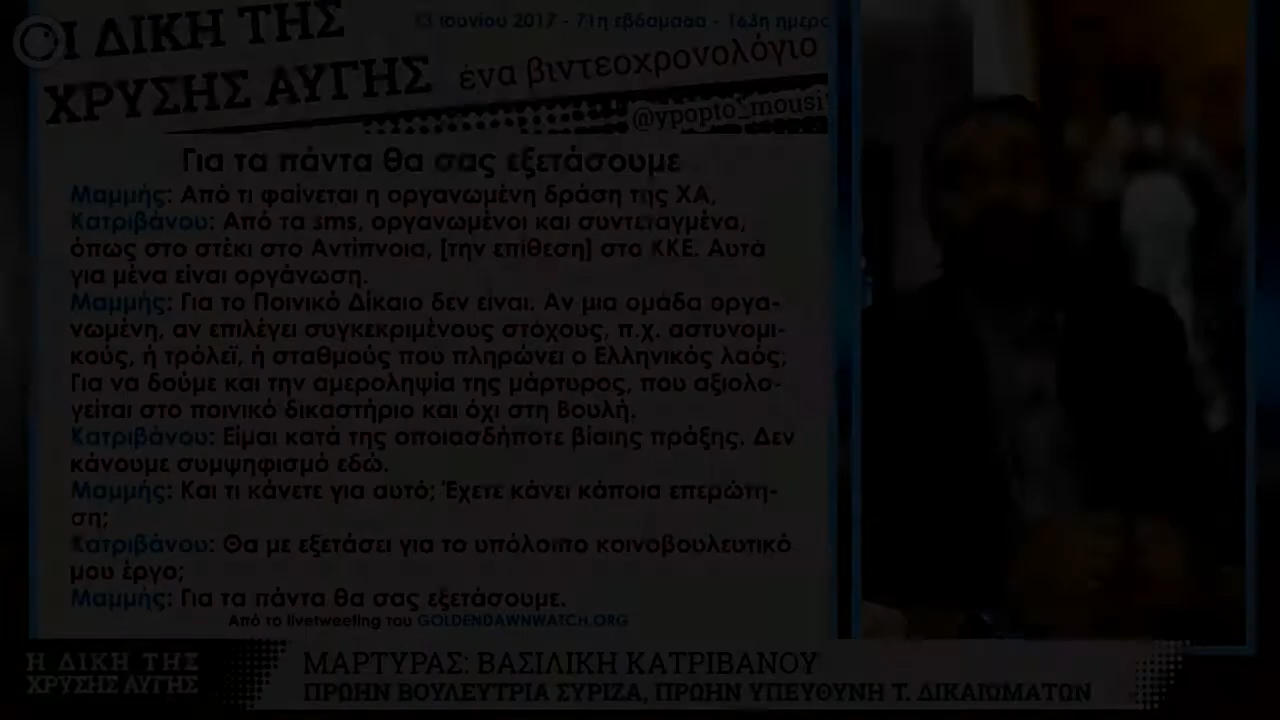 Η ΔΙΚΗ ΤΗΣ
13 Ιουνίου 2017 - 71η εβδομάδα - 163η ημέρα
ΧΡΥΣΗΣ ΑΥΓΗΣ ένα βιντεοχρονολόγιο
@ypopto_mousi
Για τα πάντα θα σας εξετάσουμε
Μαμμής: Από τι φαίνεται η οργανωμένη δράση της ΧΑ,
Κατριβάνου: Από τα sms, οργανωμένοι και συντεταγμένα,
όπως στο στέκι στο Αντίπνοια, [την επίθεση] στο ΚΚΕ. Αυτά
για μένα είναι οργάνωση.
Μαμμής: Για το Ποινικό Δίκαιο δεν είναι. Αν μια ομάδα οργα-
νωμένη, αν επιλέγει συγκεκριμένους στόχους, π.χ. αστυνομι-
κούς, ή τρόλεϊ, ή σταθμούς που πληρώνει ο Ελληνικός λαός;
Για να δούμε και την αμεροληψία της μάρτυρος, που αξιολο-
γείται στο ποινικό δικαστήριο και όχι στη Βουλή.
Κατριβάνου: Είμαι κατά της οποιασδήποτε βίαιης πράξης. Δεν
κάνουμε συμψηφισμό εδώ.
Μαμμής: Και τι κάνετε για αυτό; Έχετε κάνει κάποια επερώτη-
ση;
Κατριβάνου: Θα με εξετάσει για το υπόλοιπο κοινοβουλευτικό
μου έργο;
Μαμμής: Για τα πάντα θα σας εξετάσουμε.
Από το livetweeting του GOLDENDAWNWATCH.ORG
Η ΔΙΚΗ ΤΗΣ
ΧΡΥΣΗΣ ΑΥΓΗΣ
ΜΑΡΤΥΡΑΣ: ΒΑΣΙΛΙΚΗ ΚΑΤΡΙΒΑΝΟΥ
ΠΡΩΗΝ ΒΟΥΛΕΥΤΡΙΑ ΣΥΡΙΖΑ, ΠΡΩΗΝ ΥΠΕΥΘΥΝΗ Τ. ΔΙΚΑΙΩΜΑΤΩΝ